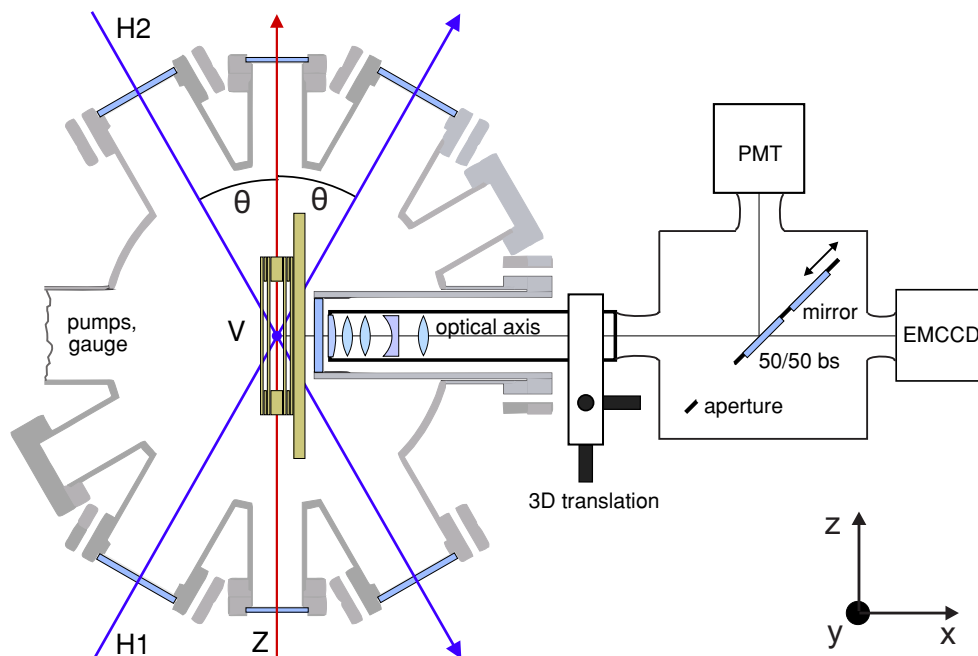 H2
PMT
θ
θ
pumps,
gauge
V
optical axis
mirror
EMCCD
50/50 bs
aperture
3D translation
z
y
x
H1
Z